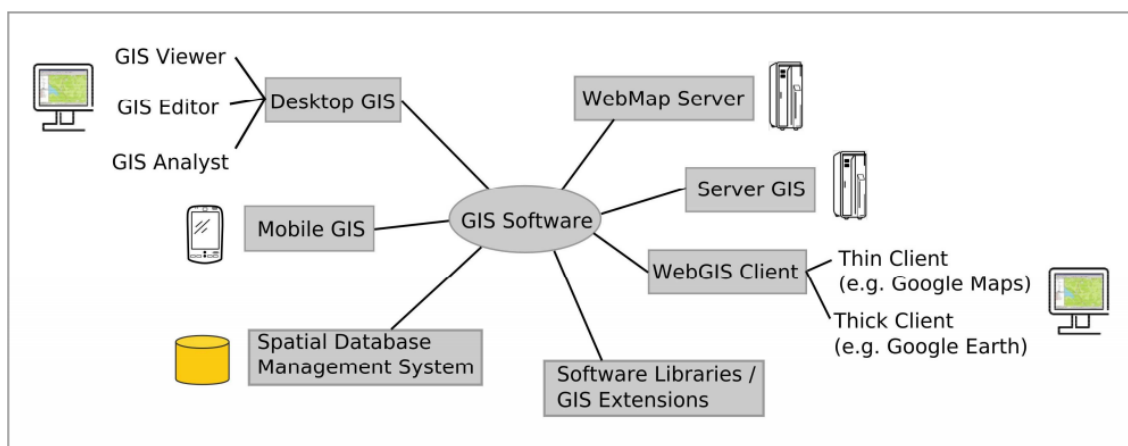 GIS Viewer
GIS Editor
GIS Analyst
Desktop GIS
WebMap Server
Server GIS
GIS Software
Mobile GIS
WebGIS Client
Thin Client
(e.g. Google Maps)
Thick Client
(e.g. Google Earth)
Spatial Database
Management System
Software Libraries /
GIS Extensions